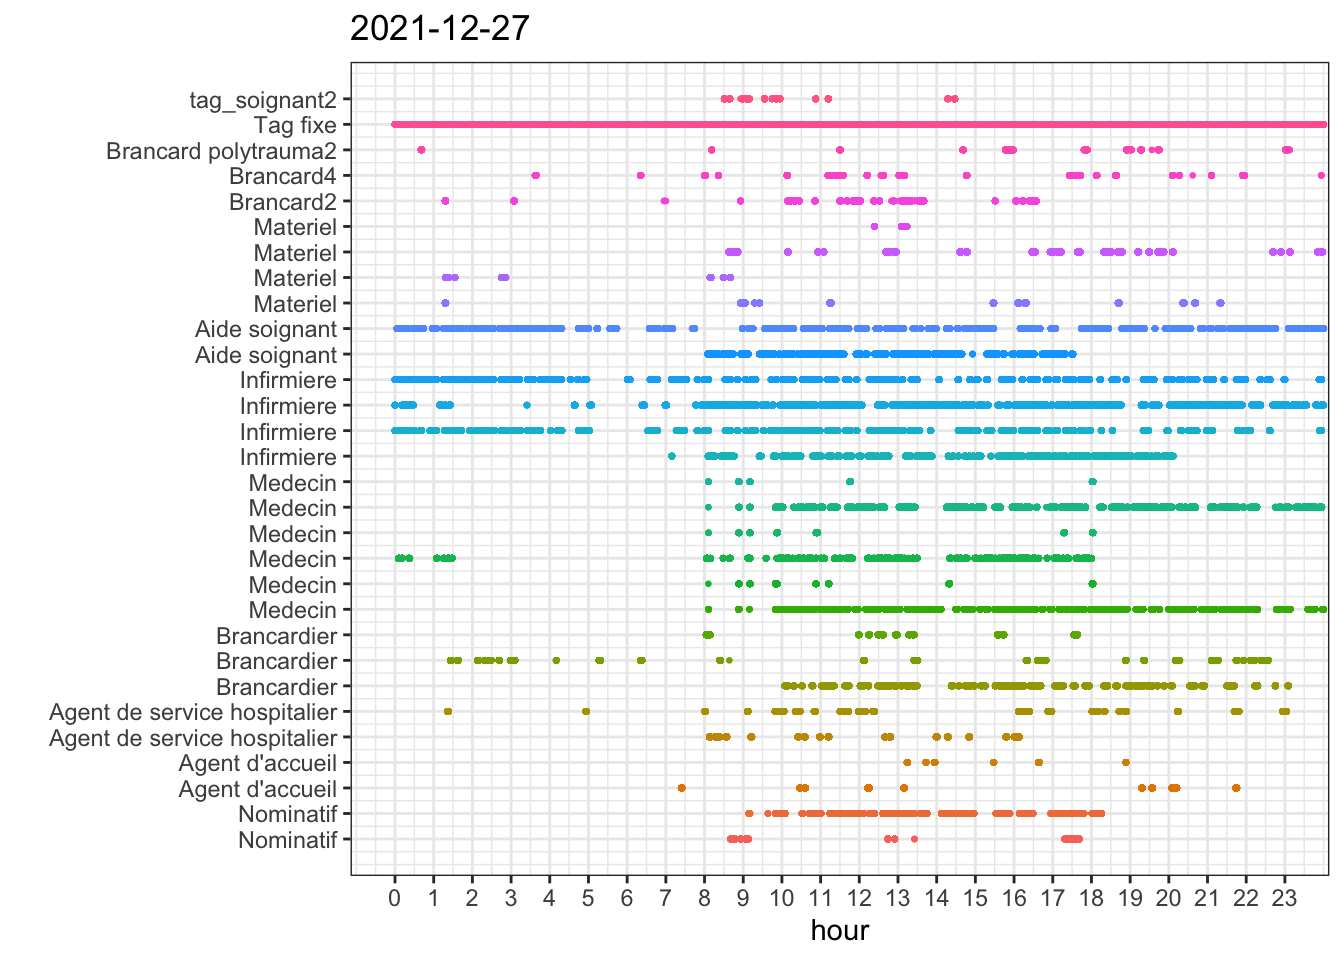 2021-12-27
tag_soignant2
Tag fixe
Brancard polytrauma2
Brancard4
Brancard2
Materiel
Materiel
Materiel
Materiel
Aide soignant
Aide soignant
Infirmiere
Infirmiere
Infirmiere
Infirmiere
Medecin
Medecin
Medecin
Medecin
Medecin
Medecin
Brancardier
Brancardier
Brancardier
Agent de service hospitalier
Agent de service hospitalier
Agent d'accueil
Agent d'accueil
Nominatif
Nominatif
0 1 2 3 4 5 6 7 8 9 10 11 12 13 14 15 16 17 18 19 20 21 22 23
hour